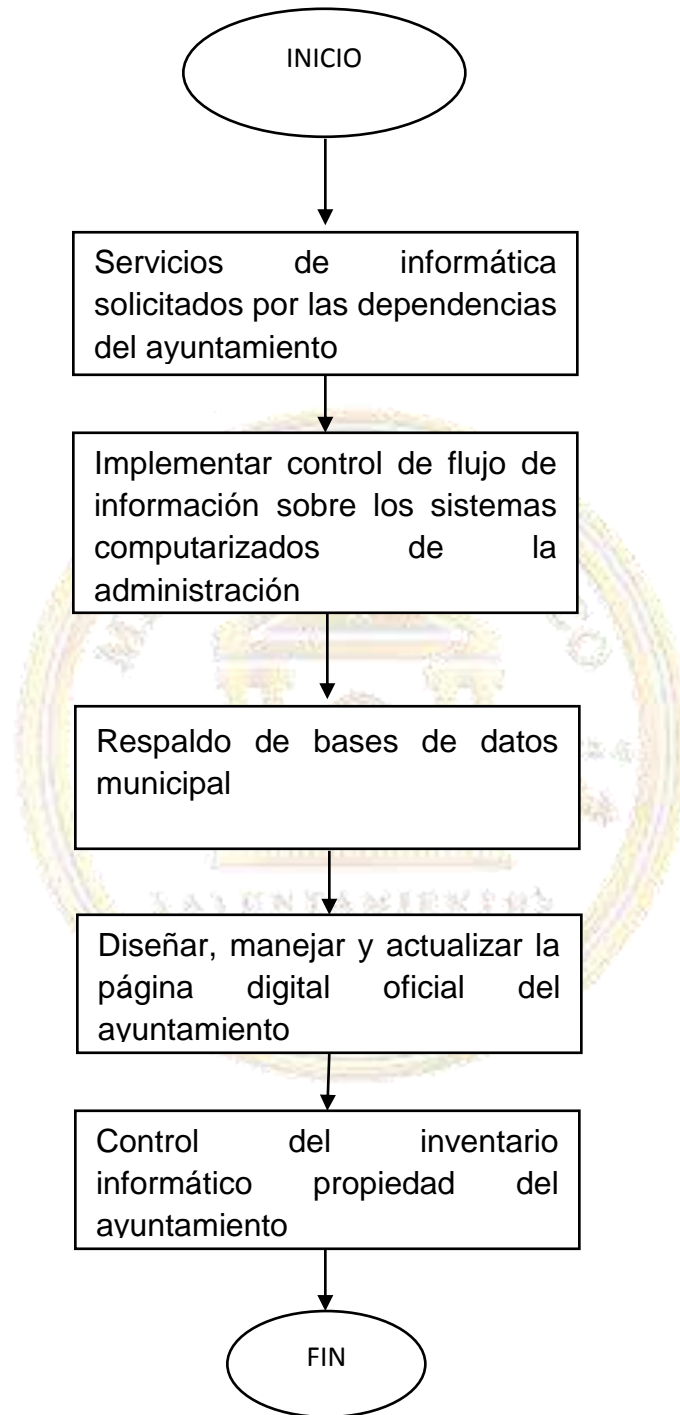 INICIO
Servicios de informática
solicitados por las dependencias
del ayuntamiento
Implementar control de flujo de
información sobre los sistemas
computarizados de la
administración
Respaldo de bases de datos
municipal
Diseñar, manejar y actualizar la
página digital oficial del
ayuntamiento
Control del inventario
informático propiedad del
ayuntamiento
FIN